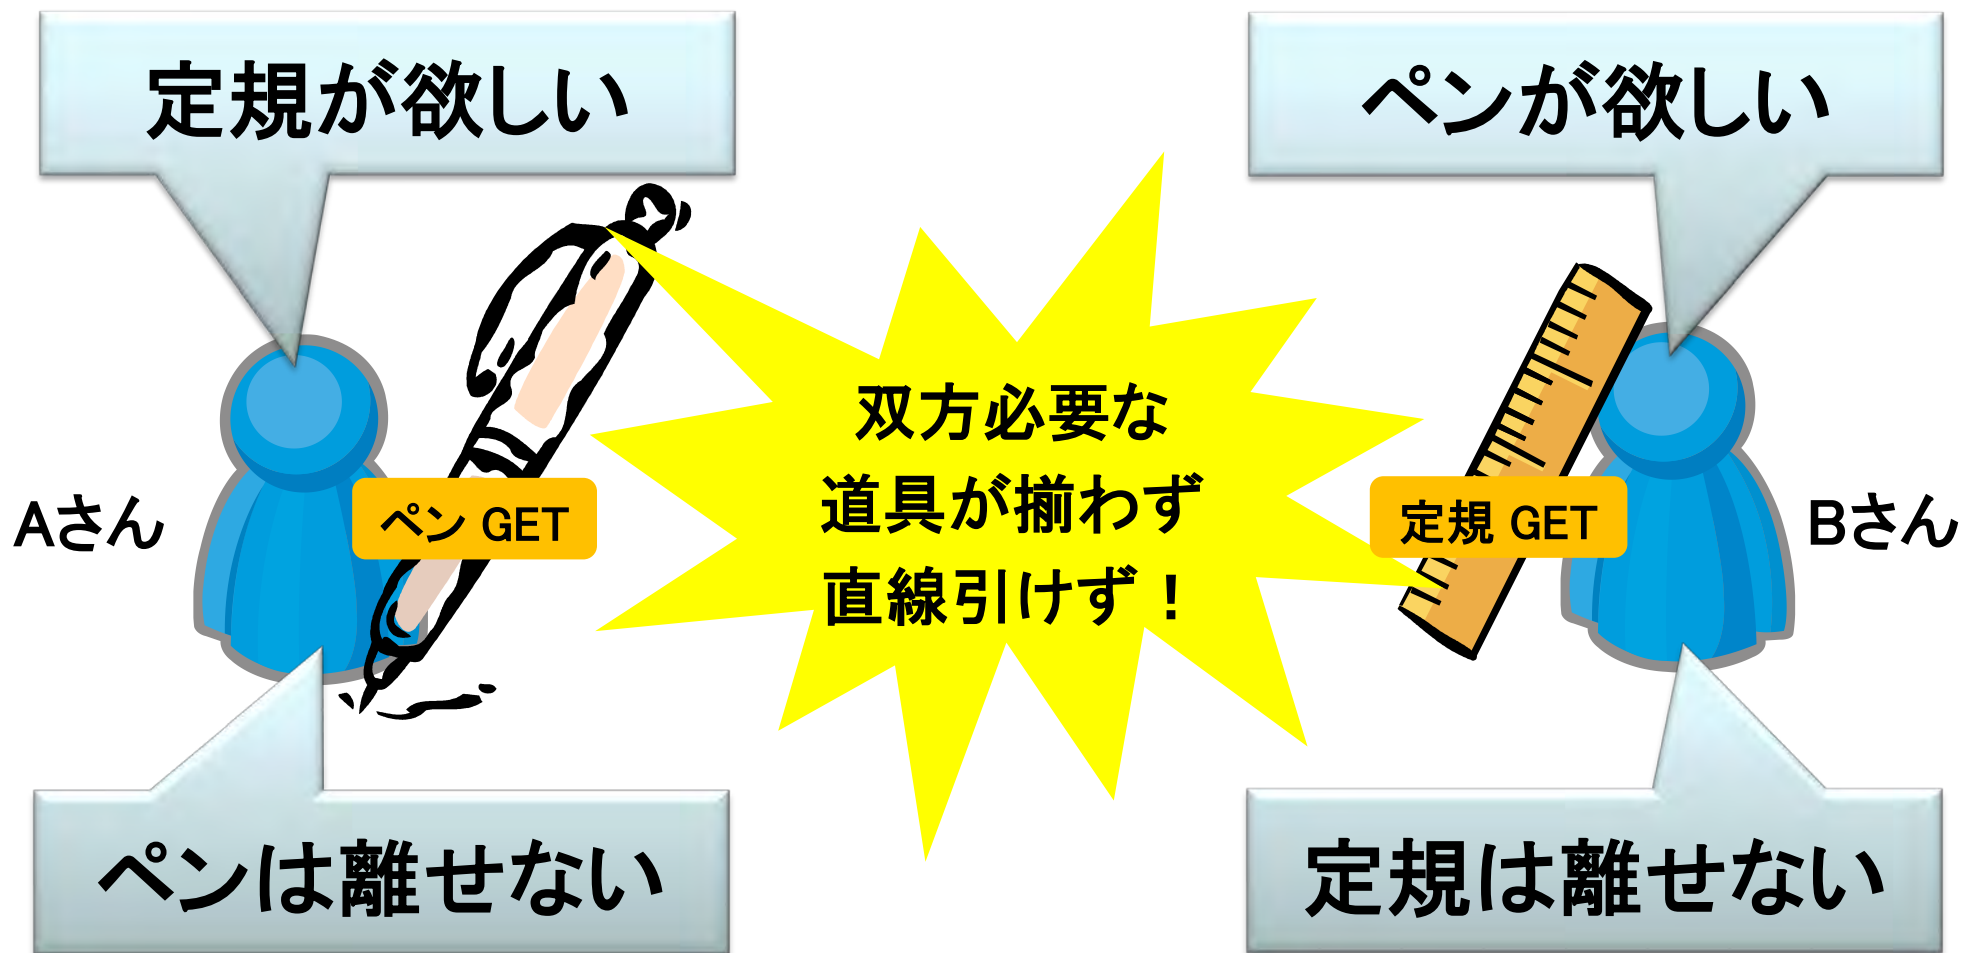 定規が欲しい
ペンが欲しい
双方必要な
道具が揃わず
直線引けず！
Aさん
ペン GET
定規 GET
Bさん
ペンは離せない
定規は離せない